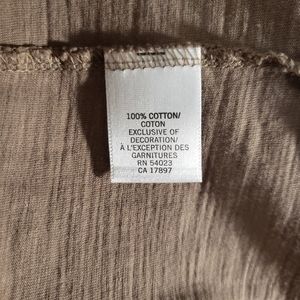 100% COTTON/
COTON
EXCLUSIVE OF
DECORATION/
À L'EXCEPTION DES
GARNITURES
RN 54023
CA 17897